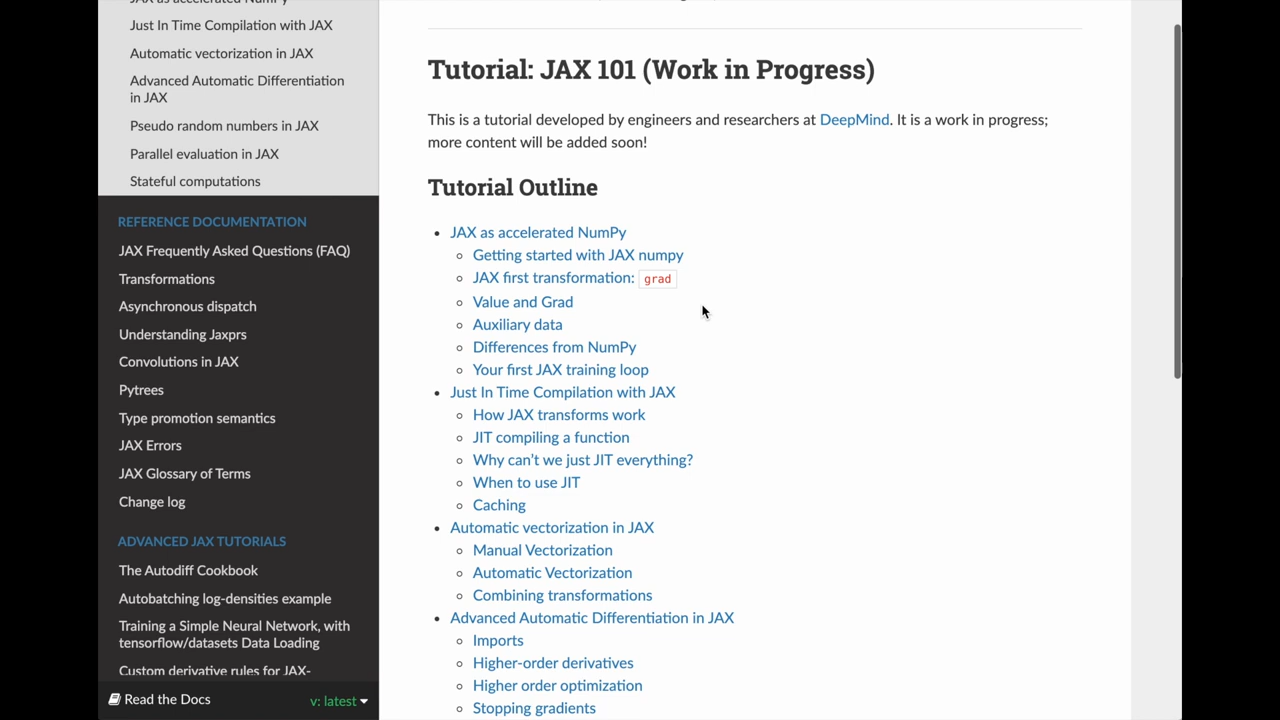 Just In Time Compilation with JAX
Automatic vectorization in JAX
Advanced Automatic Differentiation
in JAX
Pseudo random numbers in JAX
Parallel evaluation in JAX
Stateful computations
REFERENCE DOCUMENTATION
JAX Frequently Asked Questions (FAQ)
Transformations
Asynchronous dispatch
Understanding Jaxprs
Convolutions in JAX
Pytrees
Type promotion semantics
JAX Errors
JAX Glossary of Terms
Change log
ADVANCED JAX TUTORIALS
The Autodiff Cookbook
Autobatching log-densities example
Training a Simple Neural Network, with
tensorflow/datasets Data Loading
Custom derivative rules for JAX-
Read the Docs
v: latest
Tutorial: JAX 101 (Work in Progress)
This is a tutorial developed by engineers and researchers at DeepMind. It is a work in progress;
more content will be added soon!
Tutorial Outline
JAX as accelerated NumPy
Getting started with JAX numpy
JAX first transformation: grad
Value and Grad
Auxiliary data
Differences from NumPy
Your first JAX training loop
Just In Time Compilation with JAX
How JAX transforms work
JIT compiling a function
Why can't we just JIT everything?
When to use JIT
Caching
Automatic vectorization in JAX
Manual Vectorization
Automatic Vectorization
Combining transformations
Advanced Automatic Differentiation in JAX
Imports
Higher-order derivatives
Higher order optimization
Stopping gradients